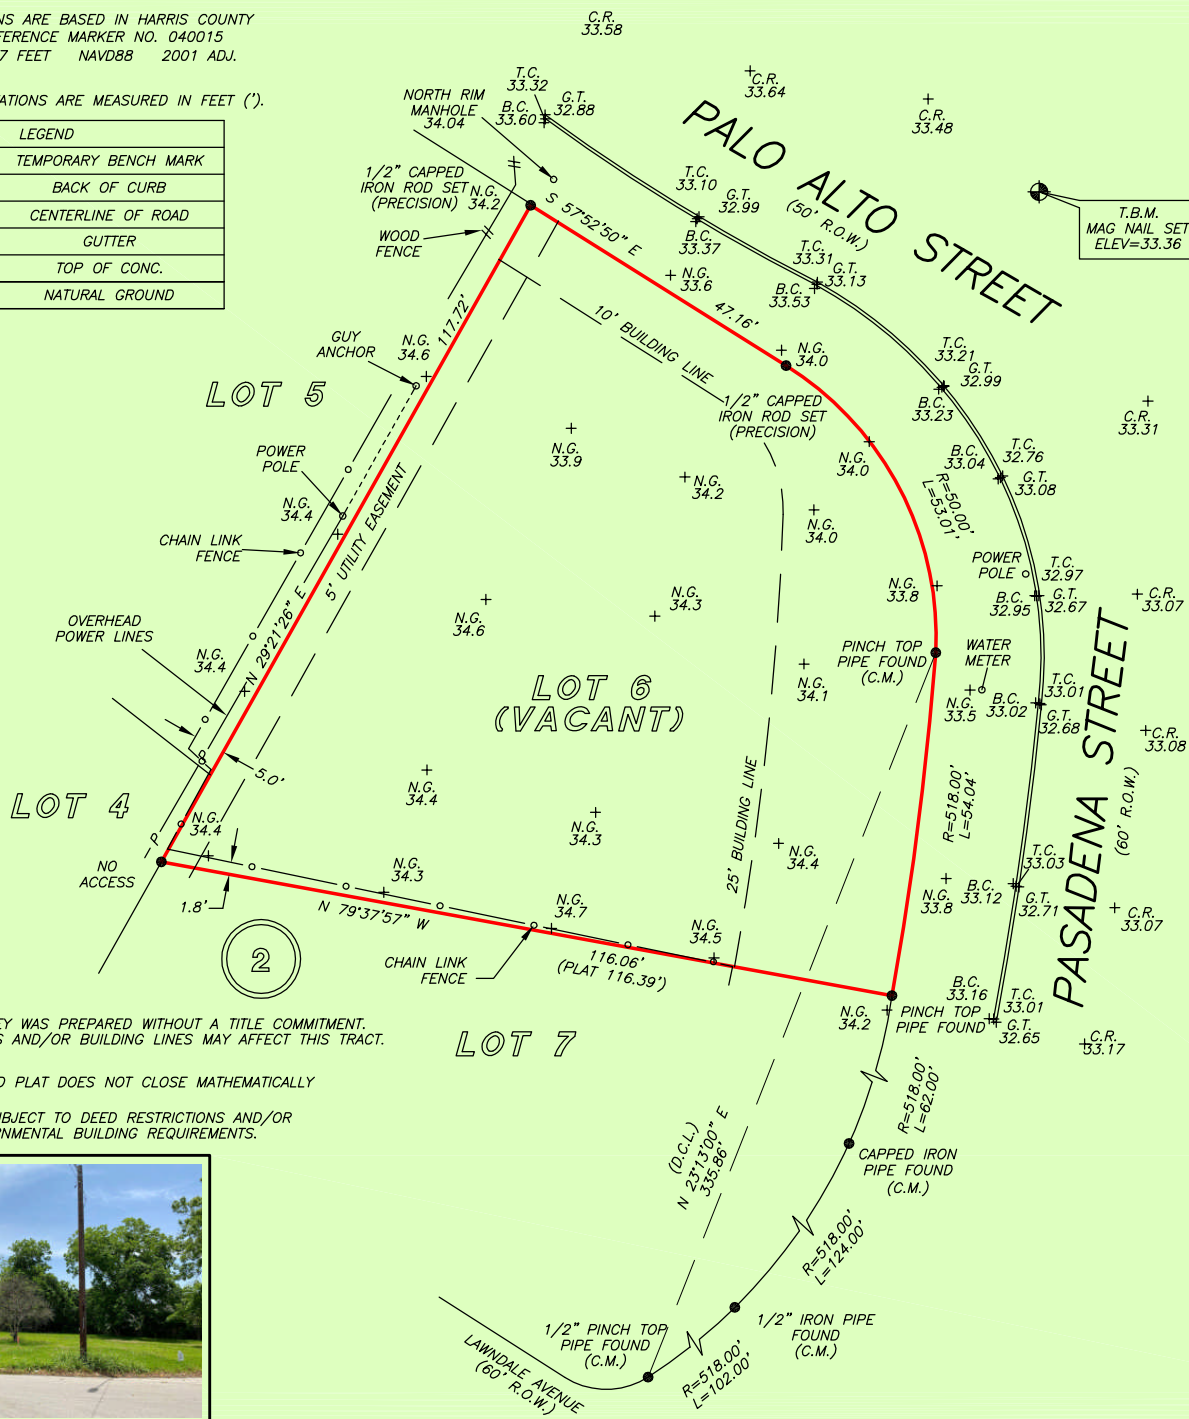 NS ARE BASED IN HARRIS COUNTY
FERENCE MARKER NO. 040015
7 FEET NAVD88 2001 ADJ.
ATIONS ARE MEASURED IN FEET (').
LEGEND
TEMPORARY BENCH MARK
BACK OF CURB
CENTERLINE OF ROAD
GUTTER
TOP OF CONC.
NATURAL GROUND
C.R.
33.58
C.R.
33.64
C.R.
33.48
T.C.
33.32
B.C.
33.60
G.T.
32.88
NORTH RIM
MANHOLE
34.04
1/2" CAPPED
IRON ROD SET
(PRECISION)
N.G.
34.2
WOOD
FENCE
S 57°52'50" E
47.16'
T.C.
33.10
G.T.
32.99
B.C.
33.37
N.G.
33.6
PALO ALTO STREET
(50' R.O.W.)
T.B.M.
MAG NAIL SET
ELEV=33.36
T.C.
33.31
G.T.
33.13
B.C.
33.53
N.G.
34.0
10' BUILDING LINE
117.72'
GUY
ANCHOR
N.G.
34.6
LOT 5
1/2" CAPPED
IRON ROD SET
(PRECISION)
T.C.
33.21
G.T.
32.99
B.C.
33.23
C.R.
33.31
N.G.
33.9
N.G.
34.2
N.G.
34.0
N.G.
34.0
B.C.
33.04
T.C.
32.76
G.T.
33.08
R=50.00'
L=53.01'
POWER
POLE
N.G.
34.4
5' UTILITY EASEMENT
CHAIN LINK
FENCE
POWER
POLE
T.C.
32.97
B.C.
32.95
G.T.
32.67
C.R.
33.07
N.G.
33.8
N.G.
34.3
N.G.
34.6
N 29°21'26" E
OVERHEAD
POWER LINES
N.G.
34.4
PINCH TOP
PIPE FOUND
(C.M.)
WATER
METER
N.G.
33.5
N.G.
34.1
LOT 6
(VACANT)
T.C.
33.01
B.C.
33.02
G.T.
32.68
C.R.
33.08
PASADENA STREET
(60' R.O.W.)
P
5.0'
N.G.
34.4
LOT 4
P
N.G.
34.4
N.G.
34.3
N.G.
34.4
25' BUILDING LINE
R=518.00'
L=54.04'
NO
ACCESS
1.8'
N.G.
34.3
N 79°37'57" W
N.G.
34.7
N.G.
34.5
116.06'
(PLAT 116.39')
N.G.
33.8
T.C.
33.03
B.C.
33.12
G.T.
32.71
C.R.
33.07
2
CHAIN LINK
FENCE
LOT 7
N.G.
34.2
PINCH TOP
PIPE FOUND
B.C.
33.16
T.C.
33.01
G.T.
32.65
C.R.
33.17
EY WAS PREPARED WITHOUT A TITLE COMMITMENT.
S AND/OR BUILDING LINES MAY AFFECT THIS TRACT.
D PLAT DOES NOT CLOSE MATHEMATICALLY
UBJECT TO DEED RESTRICTIONS AND/OR
RNMENTAL BUILDING REQUIREMENTS.
R=518.00'
L=62.00'
(D.C.L.)
N 23°13'00" E
335.86'
CAPPED IRON
PIPE FOUND
(C.M.)
R=518.00'
L=124.00'
1/2" IRON PIPE
FOUND
(C.M.)
1/2" PINCH TOP
PIPE FOUND
(C.M.)
R=518.00'
L=102.00'
LAWNDALE AVENUE
(60' R.O.W.)